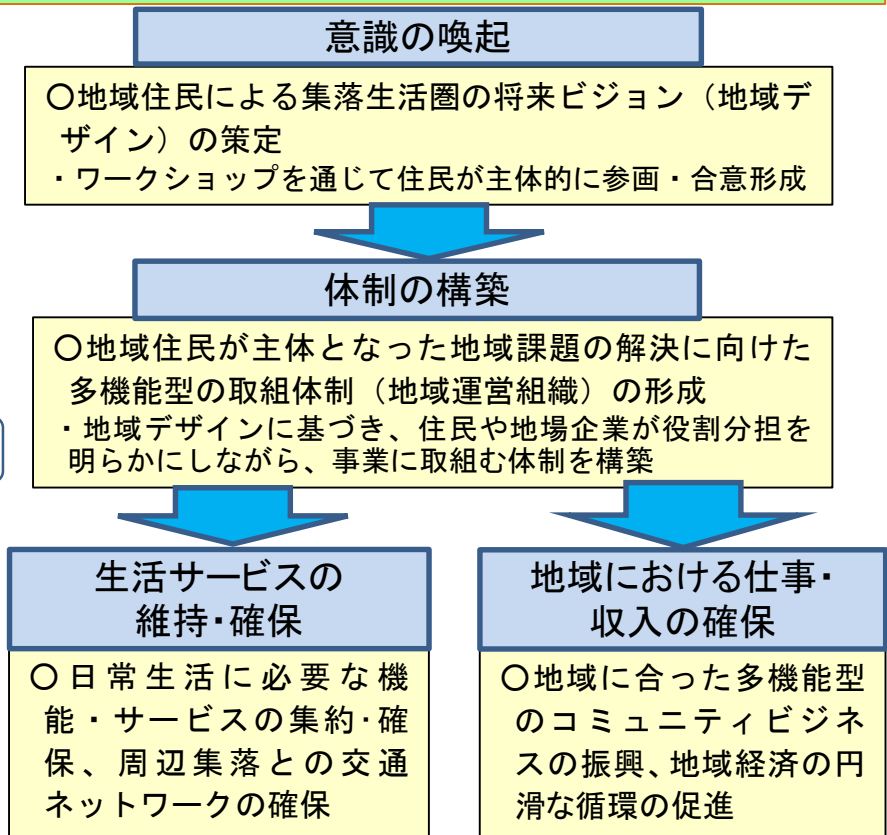 意識の喚起
〇地域住民による集落生活圏の将来ビジョン（地域デ
ザイン）の策定
・ワークショップを通じて住民が主体的に参画・合意形成
体制の構築
〇地域住民が主体となった地域課題の解決に向けた
多機能型の取組体制（地域運営組織）の形成
・地域デザインに基づき、住民や地場企業が役割分担を
明らかにしながら、事業に取組む体制を構築
生活サービスの
維持・確保
〇日常生活に必要な機
能・サービスの集約・確
保、周辺集落との交通
ネットワークの確保
地域における仕事・
収入の確保
〇地域に合った多機能型
のコミュニティビジネ
スの振興、地域経済の円
滑な循環の促進